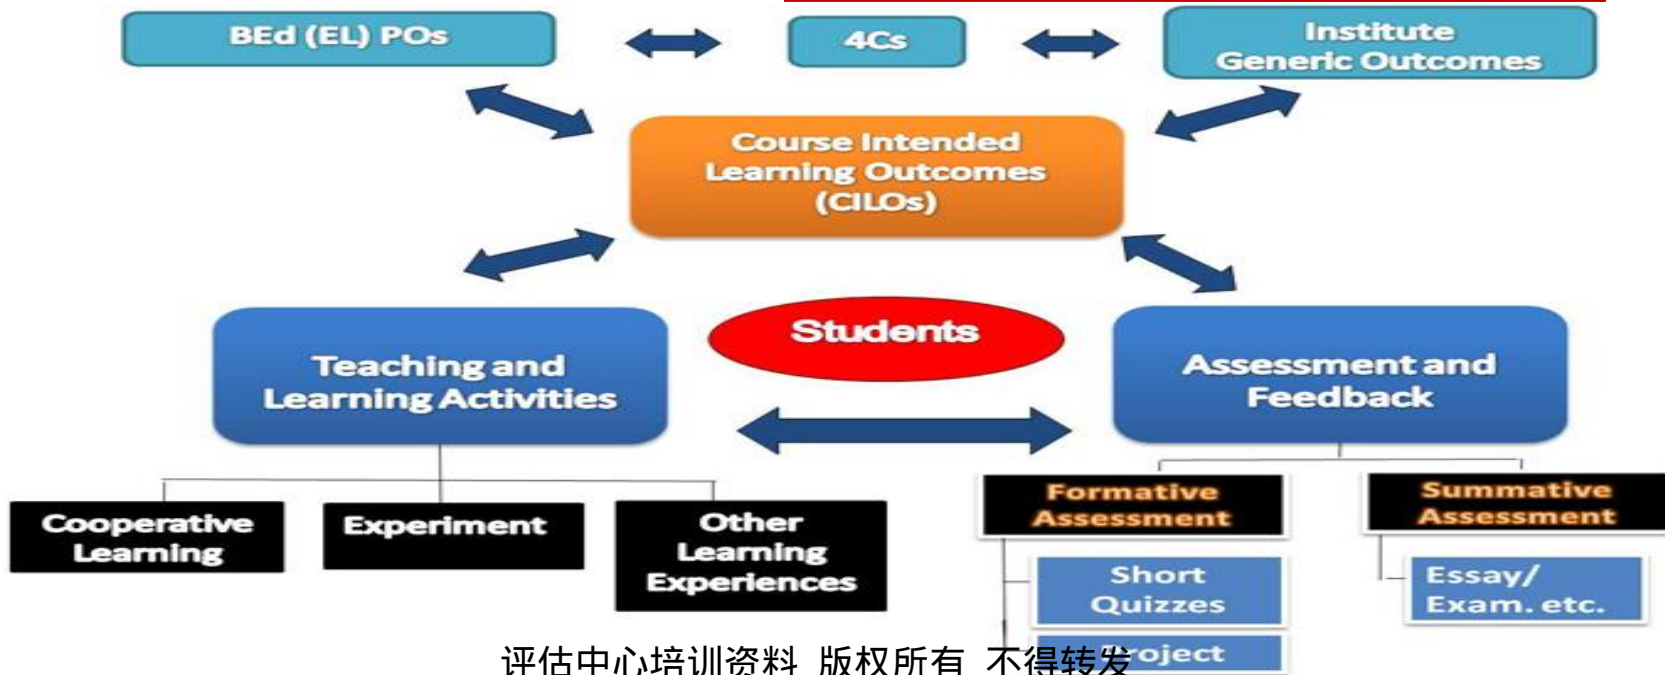 BEd (EL) POs
4Cs
Institute
Generic Outcomes
Course Intended
Learning Outcomes
(CILOs)
Students
Teaching and
Learning Activities
Assessment and
Feedback
Cooperative
Learning
Experiment
Other
Learning
Experiences
Formative
Assessment
Short
Quizzes
Project
Summative
Assessment
Essay/
Exam. etc.
评估中心培训资料 版权所有 不得转发